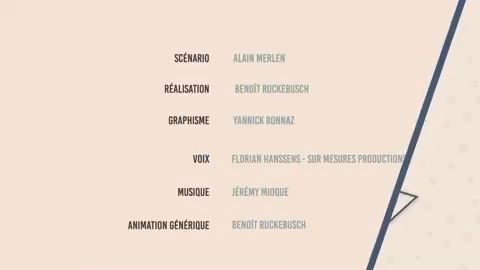 SCÉNARIO ALAIN MERLEN
RÉALISATION BENOÎT RUCKEBUSCH
GRAPHISME YANNICK BONNAZ
VOIX FLORIAN HANSSENS - SUR MESURES PRODUCTIONS
MUSIQUE JÉRÉMY MIOQUE
ANIMATION GÉNÉRIQUE BENOÎT RUCKEBUSCH